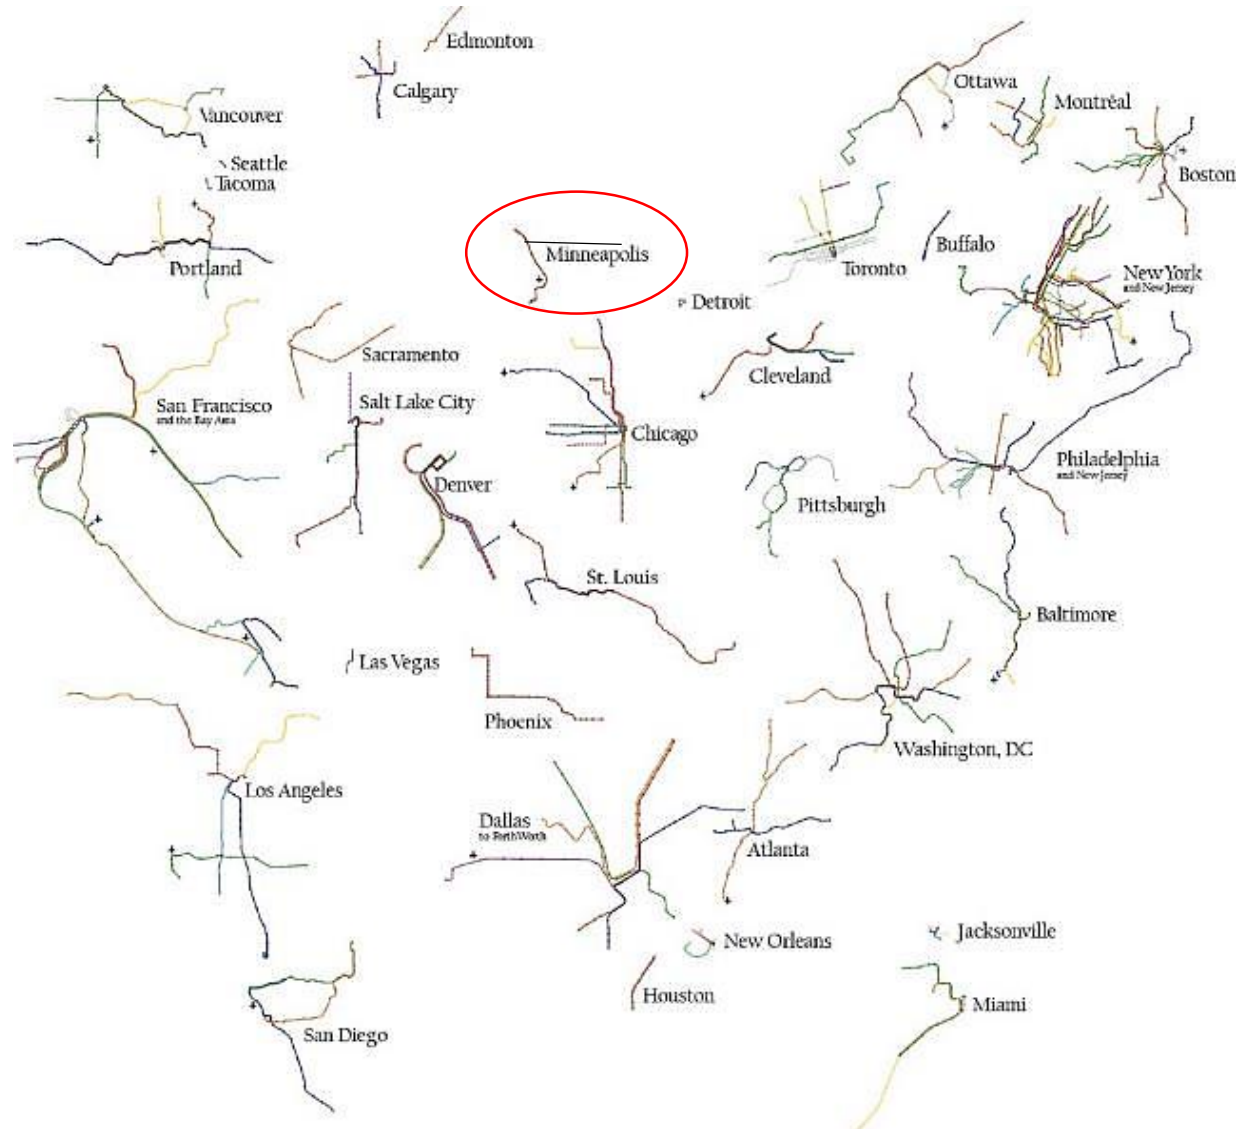 Edmonton
Calgary
Ottawa
Montréal
Vancouver
Boston
Seattle
Tacoma
Portland
Minneapolis
Buffalo
Toronto
New York
and New Jersey
Detroit
Sacramento
Cleveland
San Francisco
and the Bay Area
Salt Lake City
Chicago
Denver
Philadelphia
and New Jersey
Pittsburgh
St. Louis
Baltimore
Las Vegas
Phoenix
Washington, DC
Los Angeles
Dallas
to Forth Worth
Atlanta
New Orleans
Jacksonville
Houston
Miami
San Diego